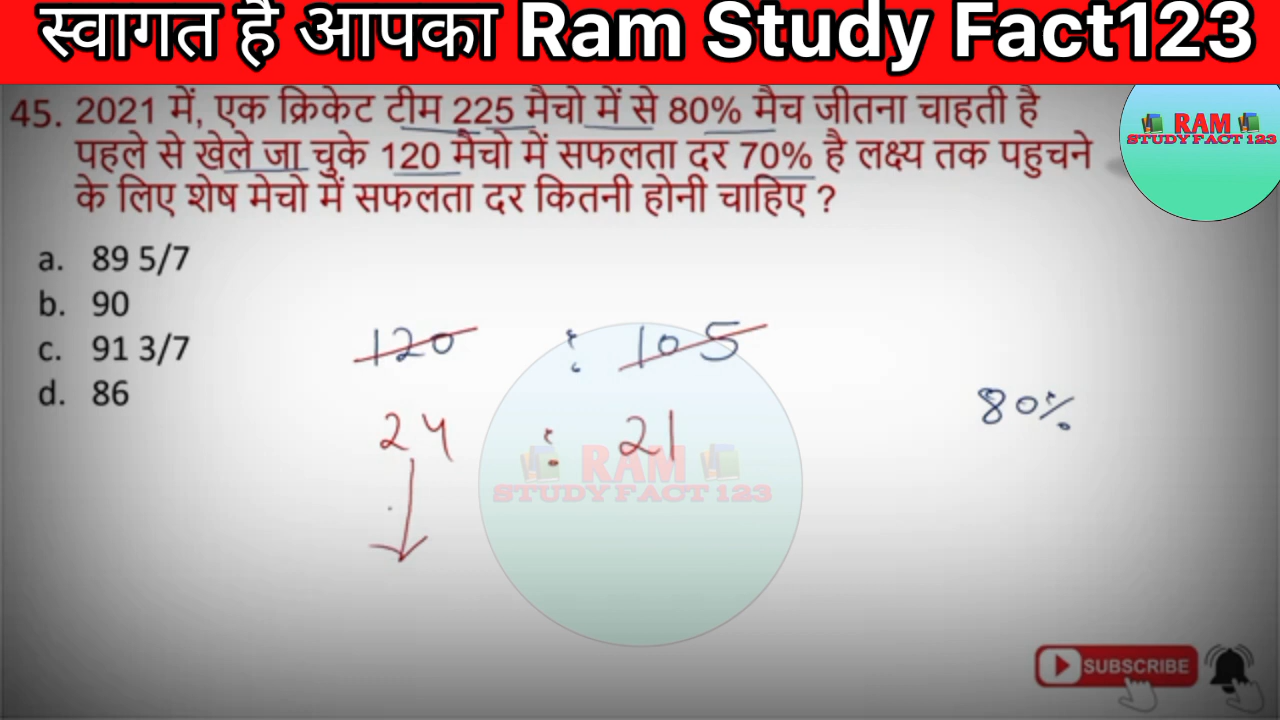 स्वागत है आपका Ram Study Fact123
45. 2021 में, एक क्रिकेट टीम 225 मैचो में से 80% मैच जीतना चाहती है
पहले से खेले जा चुके 120 मैचो में सफलता दर 70% है लक्ष्य तक पहुचने
के लिए शेष मेचो में सफलता दर कितनी होनी चाहिए ?
RAM
STUDY FACT 123
a. 89 5/7
b. 90
c. 91 3/7
d. 86
120 : 105
80%
24 : 21
RAM
STUDY FACT 123
SUBSCRIBE